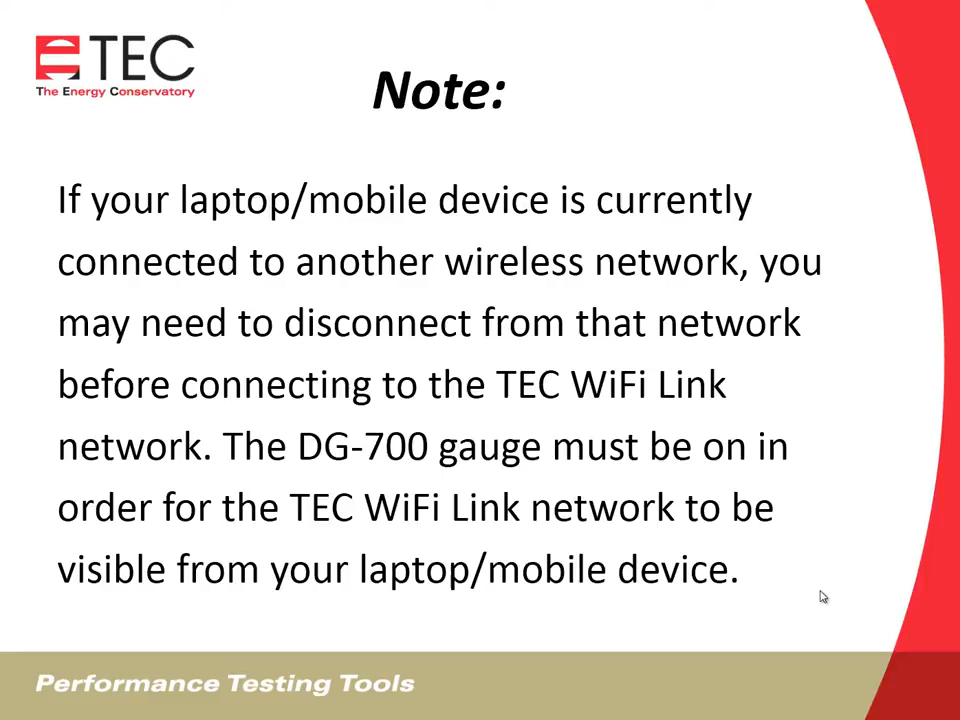 TEC
The Energy Conservatory
Note:
If your laptop/mobile device is currently
connected to another wireless network, you
may need to disconnect from that network
before connecting to the TEC WiFi Link
network. The DG-700 gauge must be on in
order for the TEC WiFi Link network to be
visible from your laptop/mobile device.
Performance Testing Tools